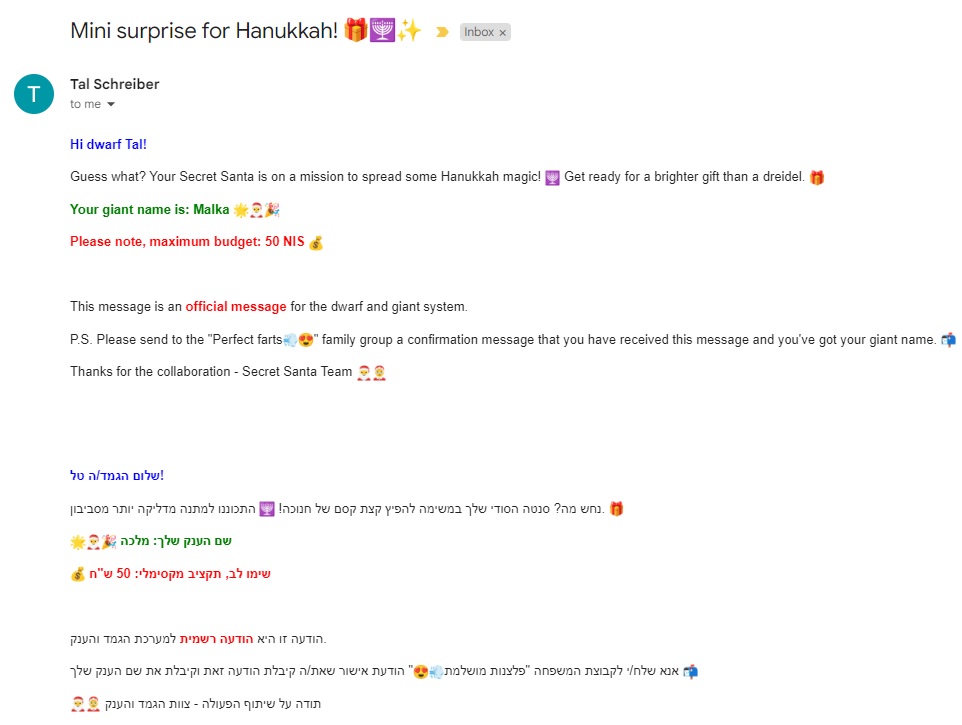 Mini surprise for Hanukkah! 🎁🕎✨ Inbox ×
T
Tal Schreiber
to me
Hi dwarf Tal!
Guess what? Your Secret Santa is on a mission to spread some Hanukkah magic! 🕎 Get ready for a brighter gift than a dreidel. 🎁
Your giant name is: Malka 🌟🎅🎉
Please note, maximum budget: 50 NIS 💰
This message is an official message for the dwarf and giant system.
P.S. Please send to the "Perfect farts💨😍" family group a confirmation message that you have received this message and you've got your giant name. 📬
Thanks for the collaboration - Secret Santa Team 🎅🤶
שלום הגמד/ה טל!
נחש מה? סנטה הסודי שלך במשימה להפיץ קצת קסם של חנוכה! 🕎 התכוננו למתנה מדליקה יותר מסביבון. 🎁
שם הענק שלך: מלכה 🎉🎅🌟
שימו לב, תקציב מקסימלי: 50 ש"ח 💰
הודעה זו היא הודעה רשמית למערכת הגמד והענק.
אנא שלח/י לקבוצת המשפחה "פלצנות מושלמת💨😍" הודעת אישור שאת/ה קיבלת הודעה זאת וקיבלת את שם הענק שלך 📬
תודה על שיתוף הפעולה - צוות הגמד והענק 🤶🎅